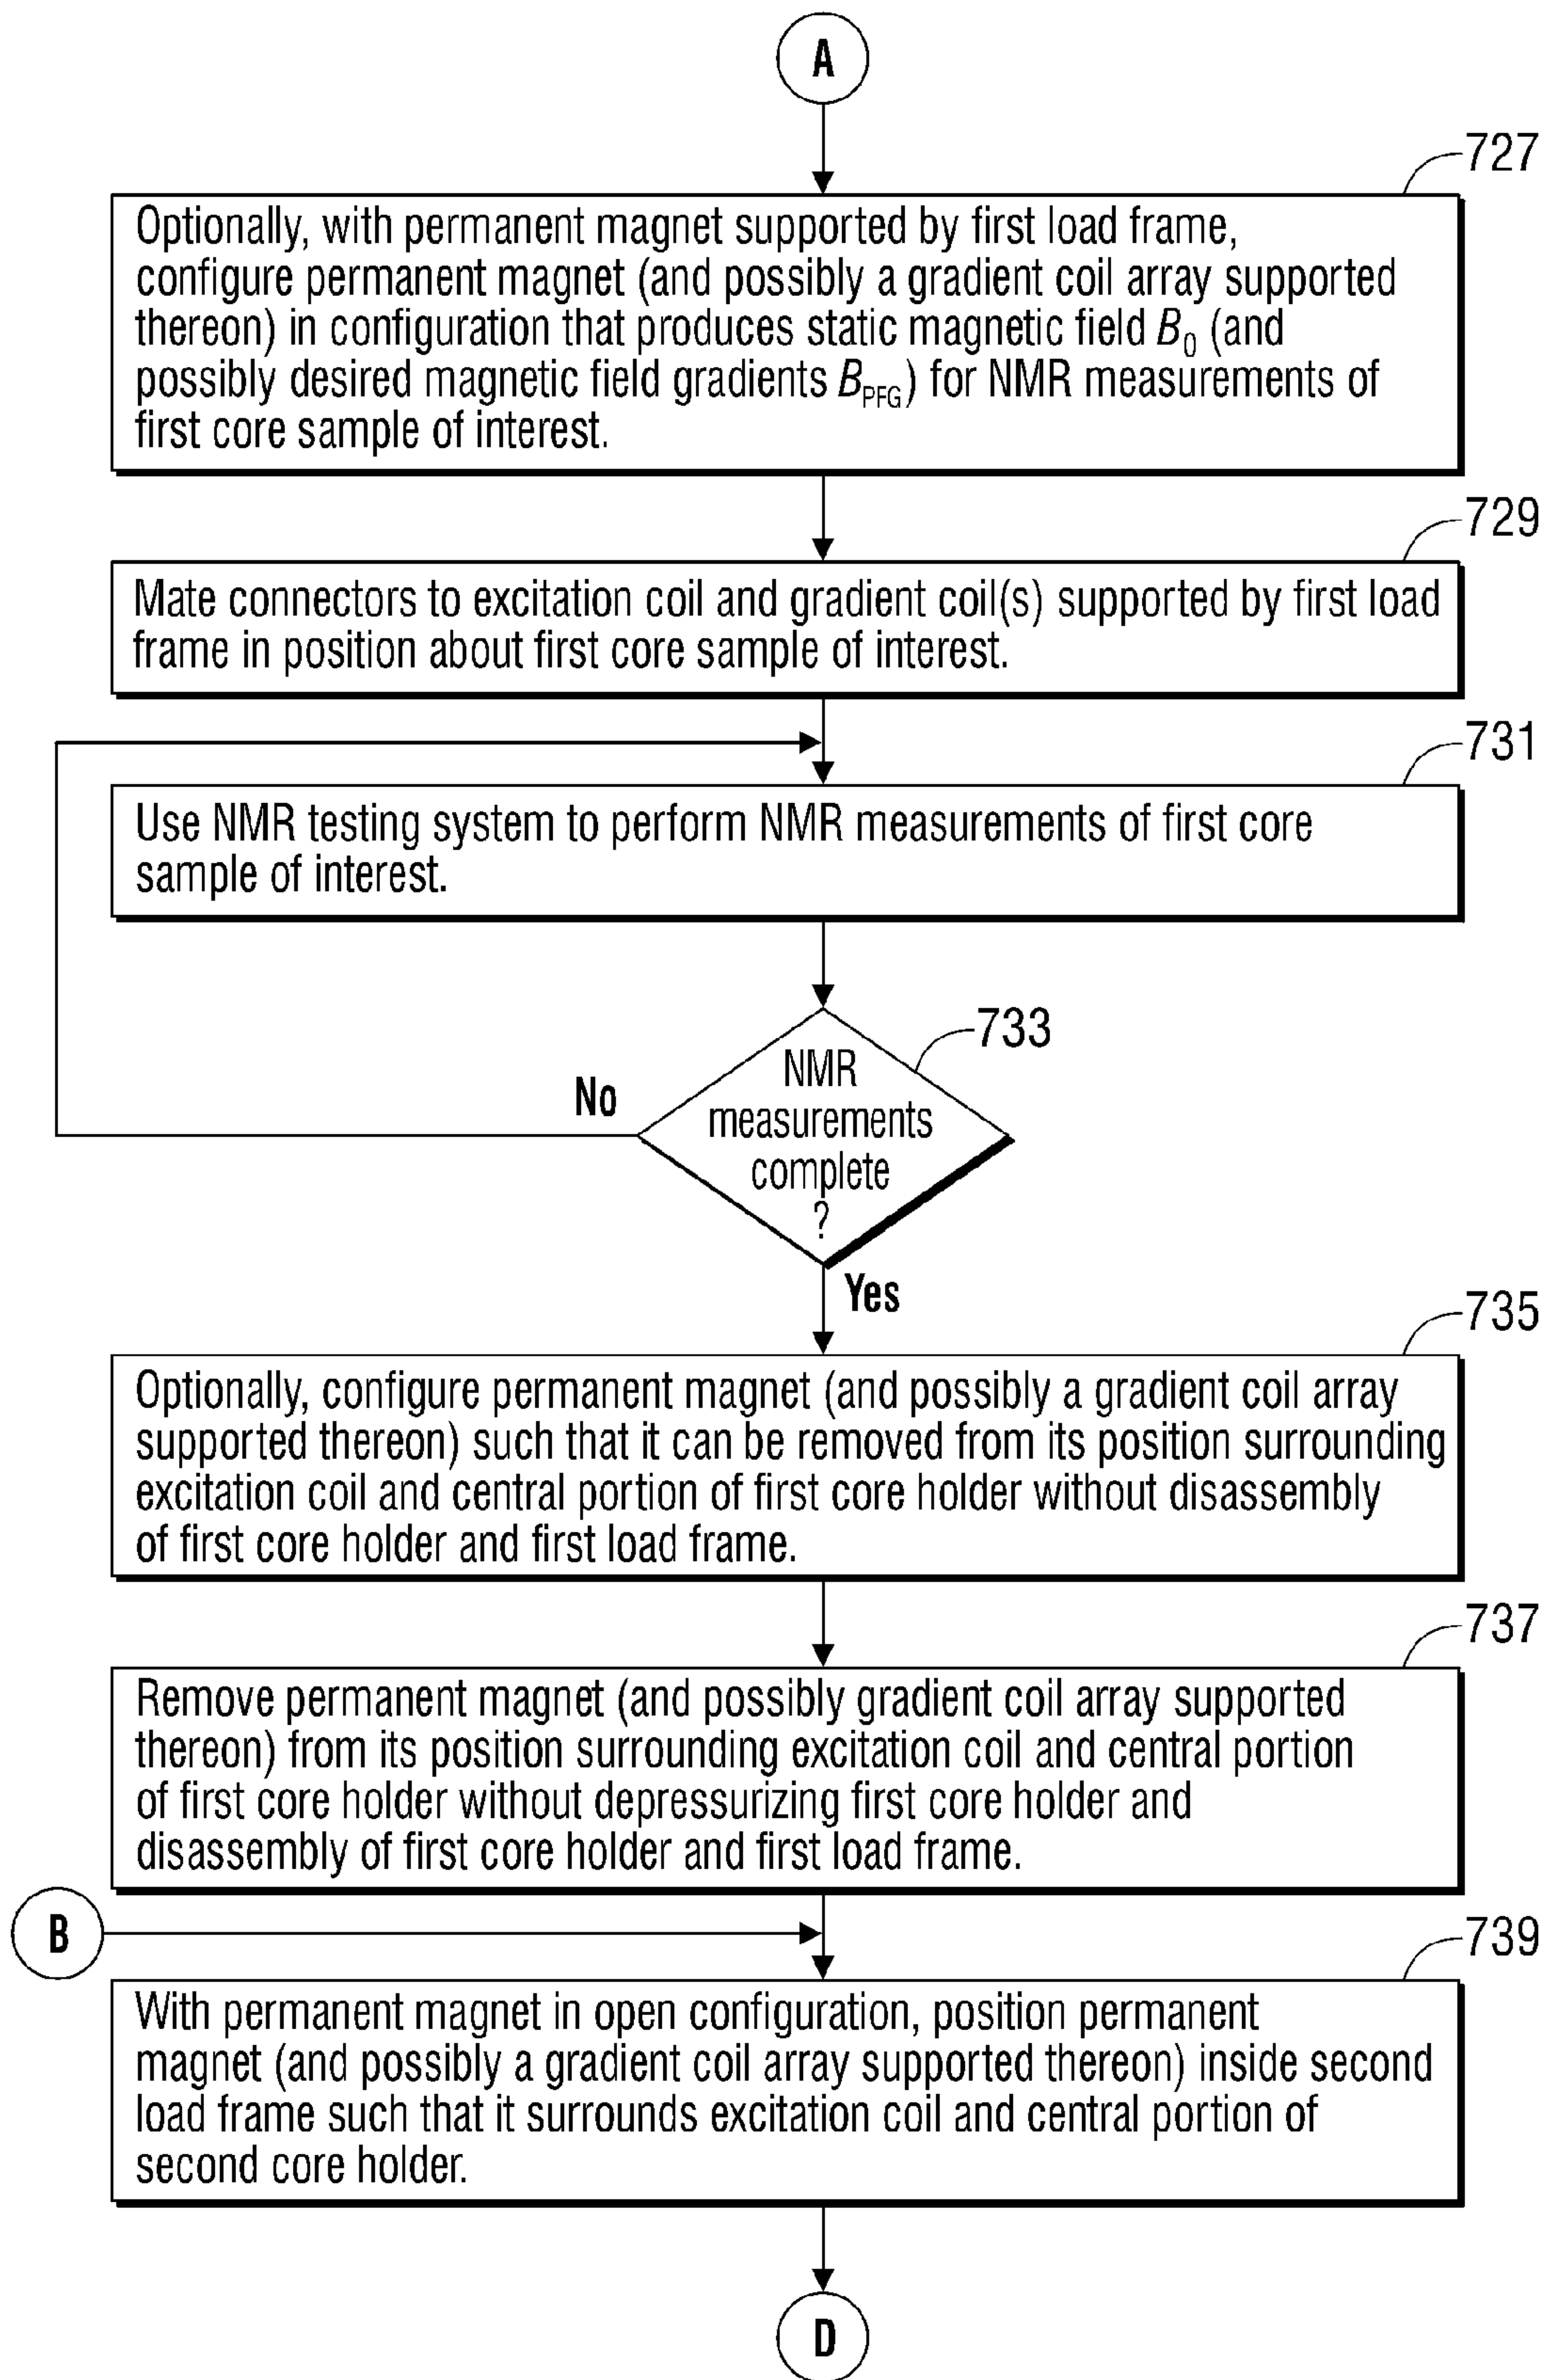 A
727
Optionally, with permanent magnet supported by first load frame,
configure permanent magnet (and possibly a gradient coil array supported
thereon) in configuration that produces static magnetic field B0 (and
possibly desired magnetic field gradients BPFG) for NMR measurements of
first core sample of interest.
729
Mate connectors to excitation coil and gradient coil(s) supported by first load
frame in position about first core sample of interest.
731
Use NMR testing system to perform NMR measurements of first core
sample of interest.
733
NMR
measurements
complete
?
No
Yes
735
Optionally, configure permanent magnet (and possibly a gradient coil array
supported thereon) such that it can be removed from its position surrounding
excitation coil and central portion of first core holder without disassembly
of first core holder and first load frame.
737
Remove permanent magnet (and possibly gradient coil array supported
thereon) from its position surrounding excitation coil and central portion
of first core holder without depressurizing first core holder and
disassembly of first core holder and first load frame.
B
739
With permanent magnet in open configuration, position permanent
magnet (and possibly a gradient coil array supported thereon) inside second
load frame such that it surrounds excitation coil and central portion of
second core holder.
D